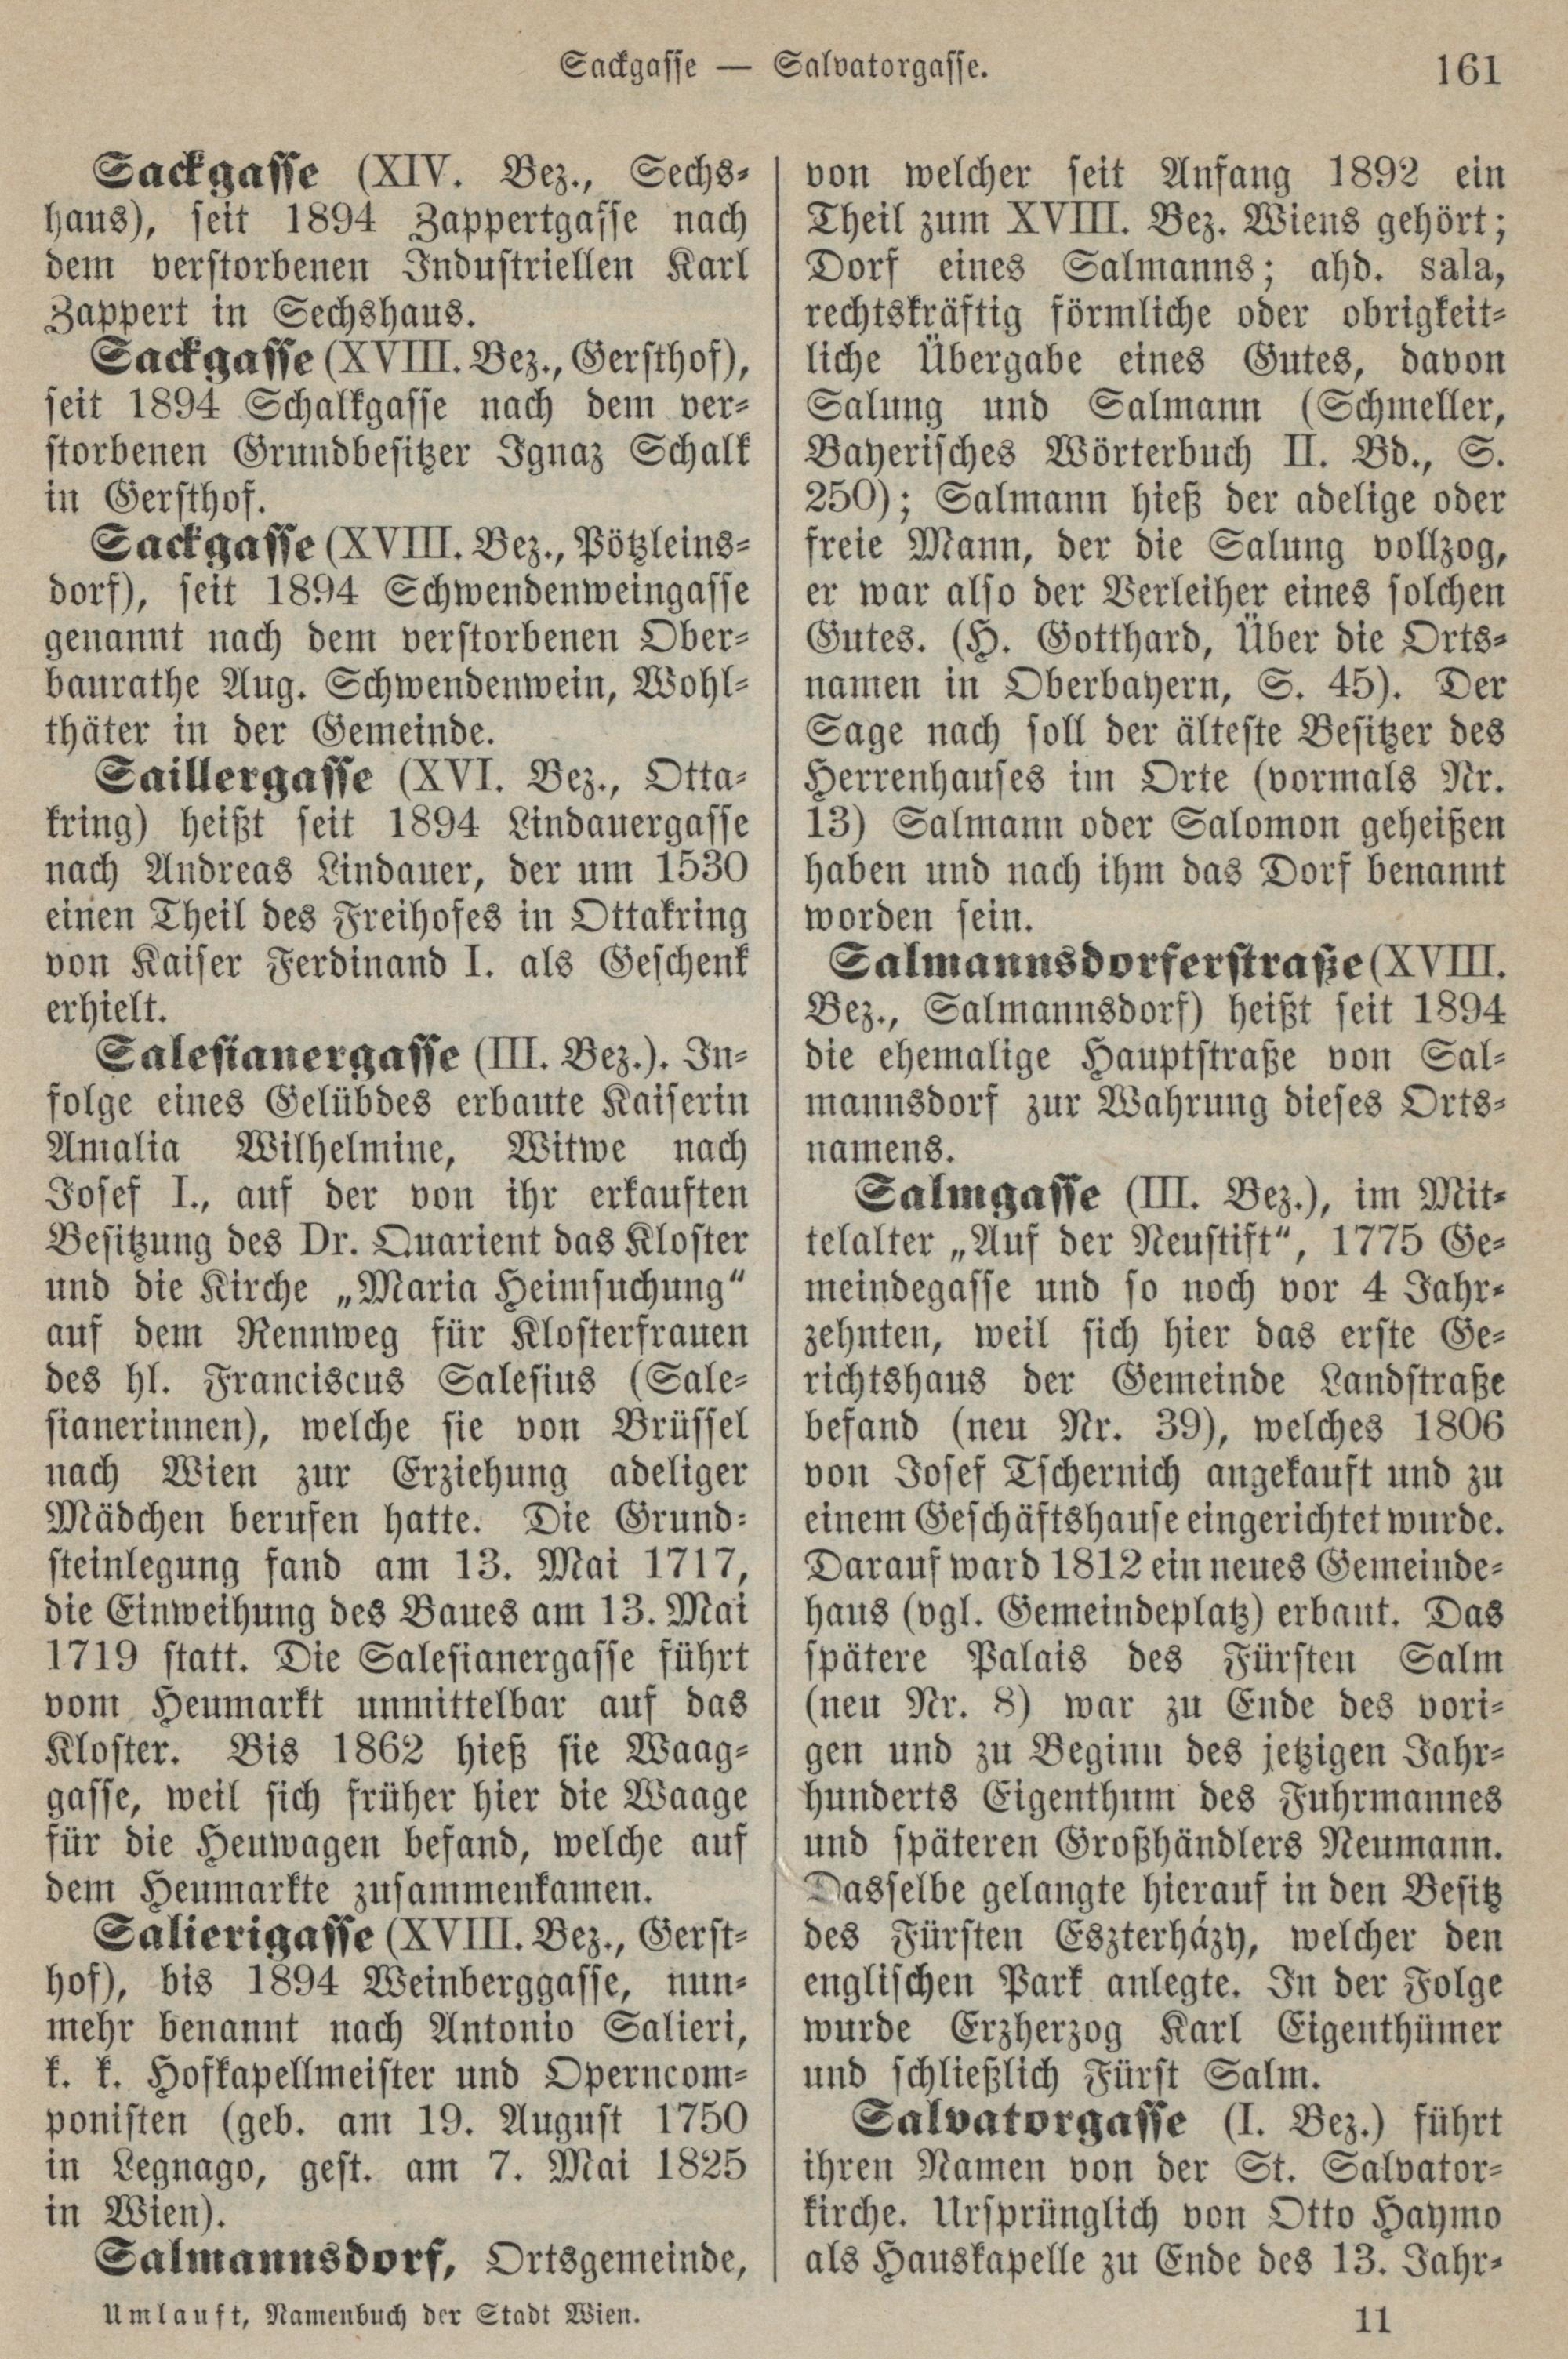 Sackgasse — Salvatorgasse.
161
Sackgasse (XIV. Bez., Sechs-
haus), seit 1894 Zappertgasse nach
dem verstorbenen Industriellen Karl
Zappert in Sechshaus.
Sackgasse (XVIII. Bez., Gersthof),
seit 1894 Schalkgasse nach dem ver-
storbenen Grundbesitzer Ignaz Schalk
in Gersthof.
Sackgasse (XVIII. Bez., Pötzleins-
dorf), seit 1894 Schwendenweingasse
genannt nach dem verstorbenen Ober-
baurathe Aug. Schwendenwein, Wohl-
thäter in der Gemeinde.
Saillergasse (XVI. Bez., Otta-
kring) heißt seit 1894 Lindauergasse
nach Andreas Lindauer, der um 1530
einen Theil des Freihofes in Ottakring
von Kaiser Ferdinand I. als Geschenk
erhielt.
Salesianergasse (III. Bez.). In-
folge eines Gelübdes erbaute Kaiserin
Amalia Wilhelmine, Witwe nach
Josef I., auf der von ihr erkauften
Besitzung des Dr. Quarient das Kloster
und die Kirche „Maria Heimsuchung“
auf dem Rennweg für Klosterfrauen
des hl. Franciscus Salesius (Sale-
sianerinnen), welche sie von Brüssel
nach Wien zur Erziehung adeliger
Mädchen berufen hatte. Die Grund-
steinlegung fand am 13. Mai 1717,
die Einweihung des Baues am 13. Mai
1719 statt. Die Salesianergasse führt
vom Heumarkt unmittelbar auf das
Kloster. Bis 1862 hieß sie Waag-
gasse, weil sich früher hier die Waage
für die Heuwagen befand, welche auf
dem Heumarkte zusammenkamen.
Salierigasse (XVIII. Bez., Gerst-
hof), bis 1894 Weinberggasse, nun-
mehr benannt nach Antonio Salieri,
k. k. Hofkapellmeister und Operncom-
ponisten (geb. am 19. August 1750
in Legnago, gest. am 7. Mai 1825
in Wien).
Salmannsdorf, Ortsgemeinde,
von welcher seit Anfang 1892 ein
Theil zum XVIII. Bez. Wiens gehört;
Dorf eines Salmanns; ahd. sala,
rechtskräftig förmliche oder obrigkeit-
liche Übergabe eines Gutes, davon
Salung und Salmann (Schmeller,
Bayerisches Wörterbuch II. Bd., S.
250); Salmann hieß der adelige oder
freie Mann, der die Salung vollzog,
er war also der Verleiher eines solchen
Gutes. (H. Gotthard, Über die Orts-
namen in Oberbayern, S. 45). Der
Sage nach soll der älteste Besitzer des
Herrenhauses im Orte (vormals Nr.
13) Salmann oder Salomon geheißen
haben und nach ihm das Dorf benannt
worden sein.
Salmannsdorferstraße (XVIII.
Bez., Salmannsdorf) heißt seit 1894
die ehemalige Hauptstraße von Sal-
mannsdorf zur Wahrung dieses Orts-
namens.
Salmgasse (III. Bez.), im Mit-
telalter „Auf der Neustift“, 1775 Ge-
meindegasse und so noch vor 4 Jahr-
zehnten, weil sich hier das erste Ge-
richtshaus der Gemeinde Landstraße
befand (neu Nr. 39), welches 1806
von Josef Tschernich angekauft und zu
einem Geschäftshause eingerichtet wurde.
Darauf ward 1812 ein neues Gemeinde-
haus (vgl. Gemeindeplatz) erbaut. Das
spätere Palais des Fürsten Salm
(neu Nr. 8) war zu Ende des vori-
gen und zu Beginn des jetzigen Jahr-
hunderts Eigenthum des Fuhrmannes
und späteren Großhändlers Neumann.
Dasselbe gelangte hierauf in den Besitz
des Fürsten Eszterházy, welcher den
englischen Park anlegte. In der Folge
wurde Erzherzog Karl Eigenthümer
und schließlich Fürst Salm.
Salvatorgasse (I. Bez.) führt
ihren Namen von der St. Salvator-
kirche. Ursprünglich von Otto Haymo
als Hauskapelle zu Ende des 13. Jahr-
Umlauft, Namenbuch der Stadt Wien.
11